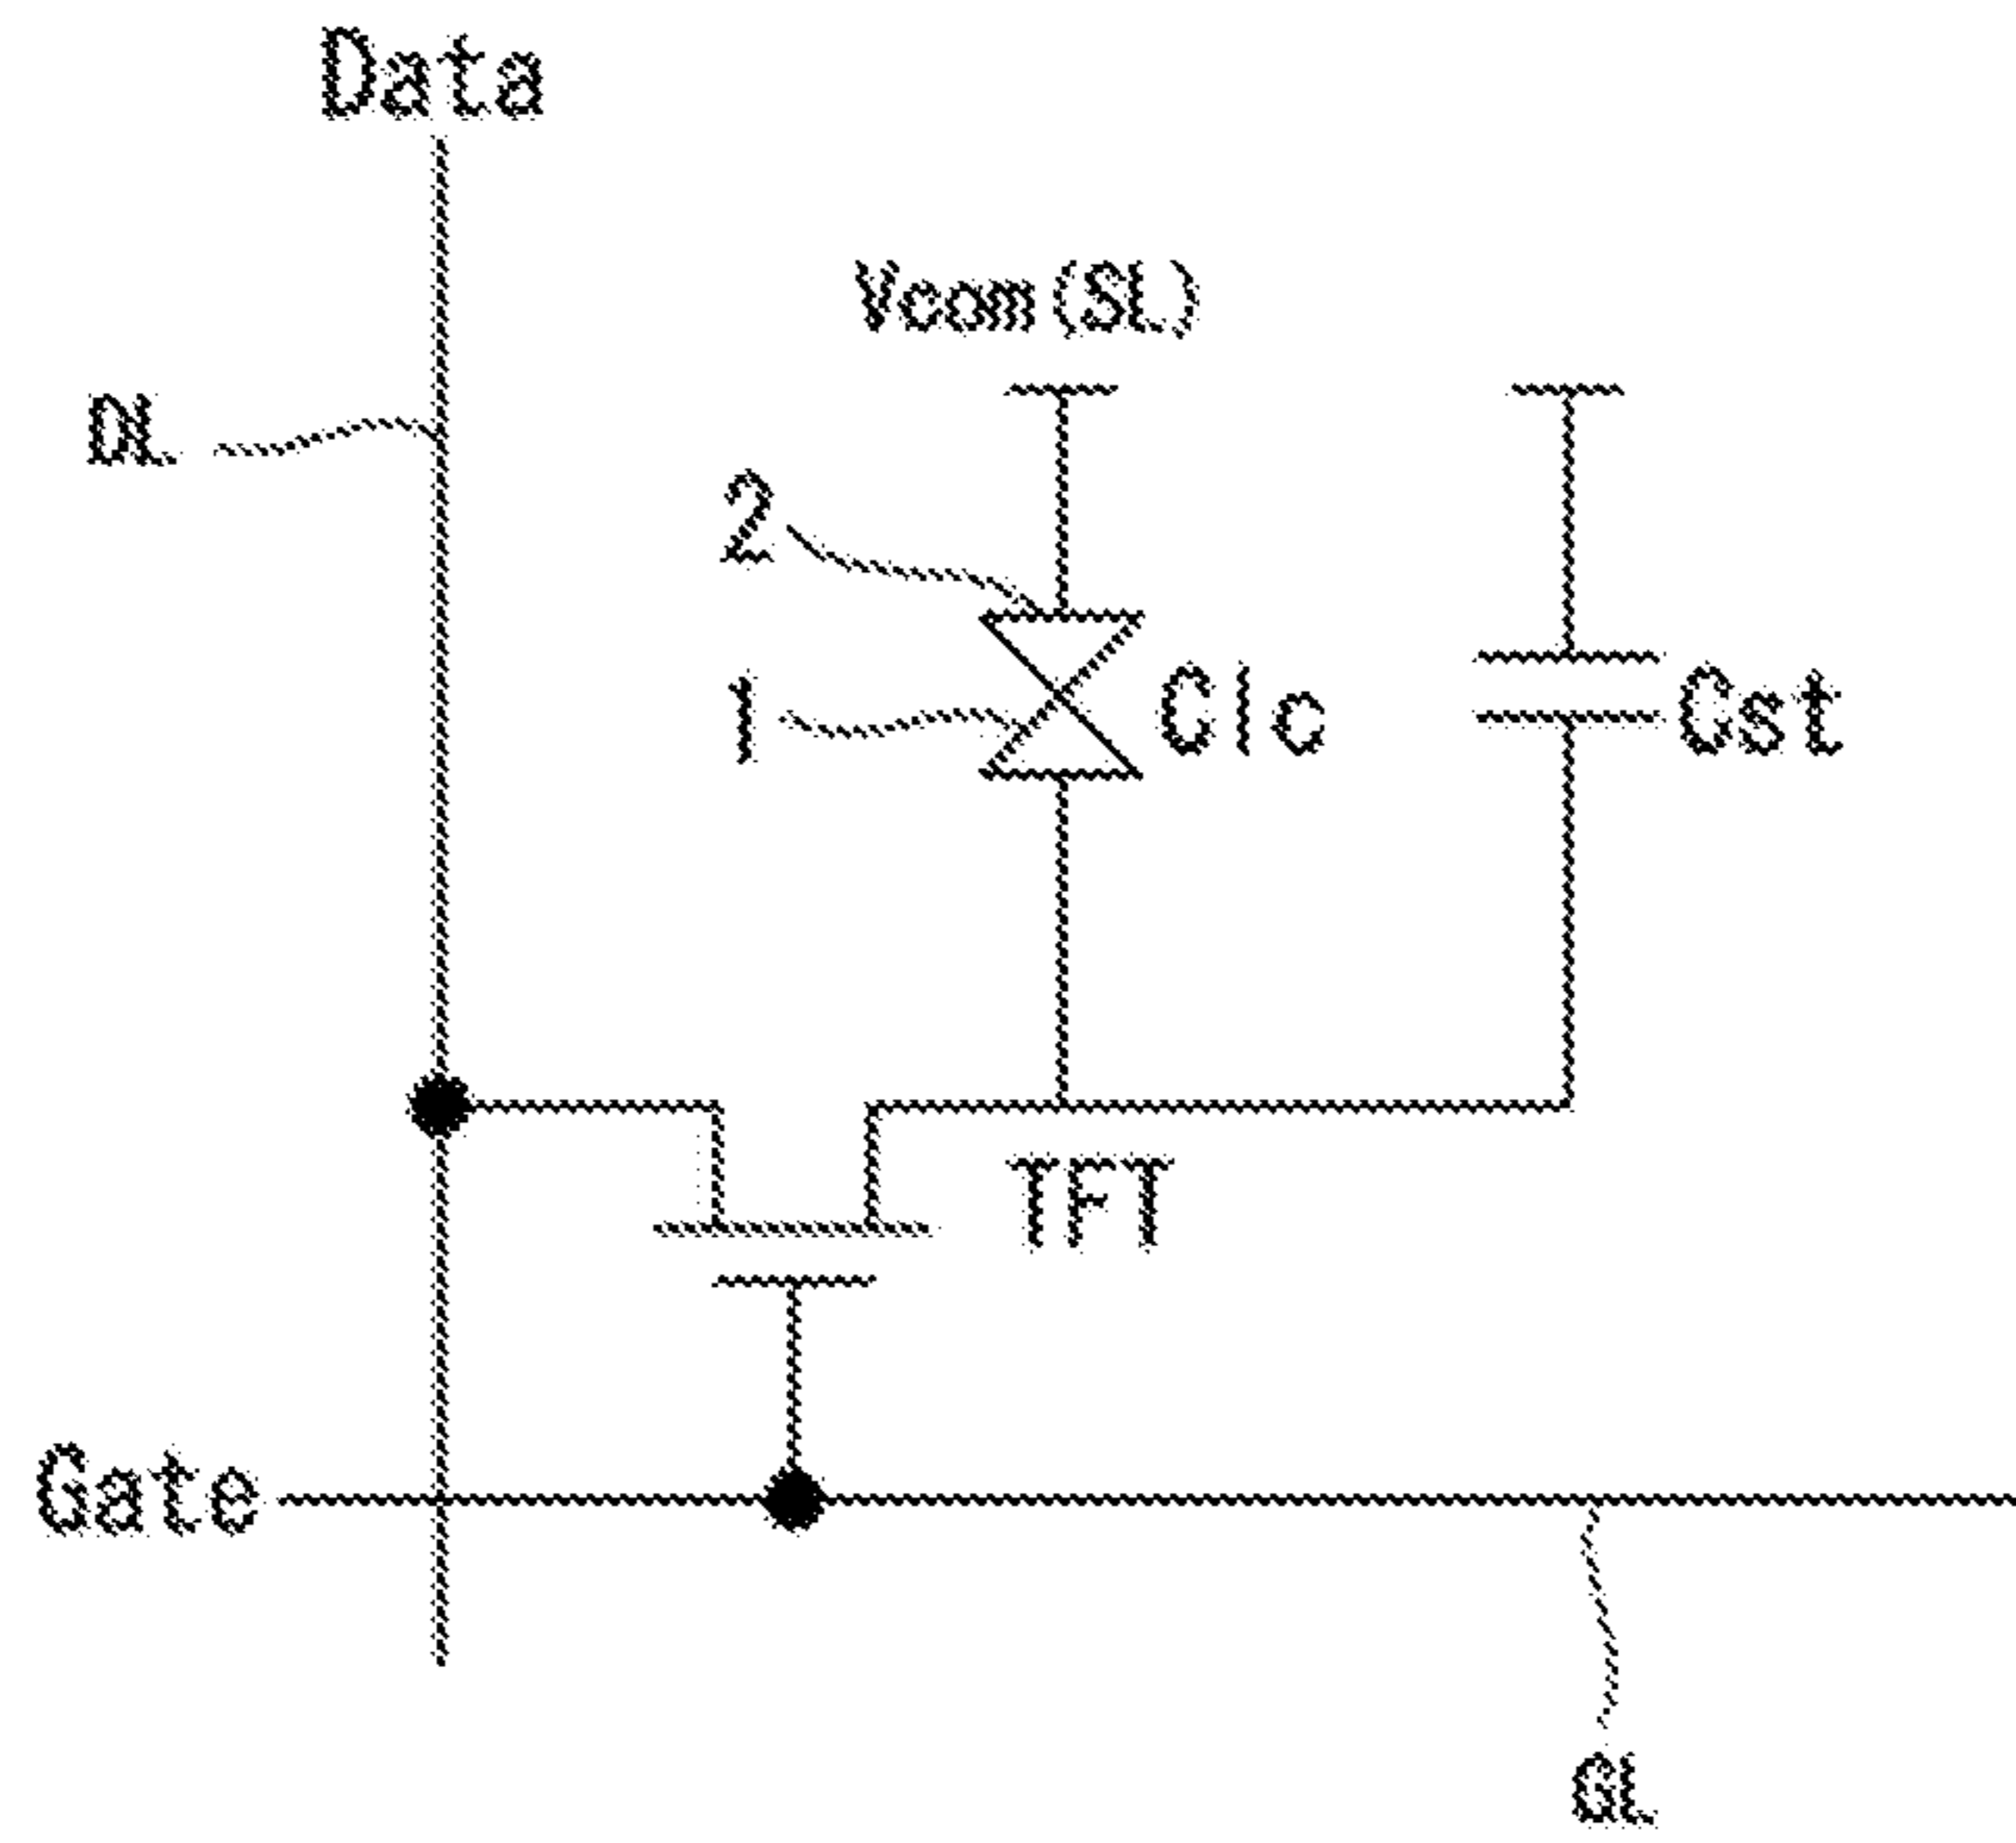 Data
Vcom(SL)
DL
2
1
Clc
Cst
TFT
Gate
GL